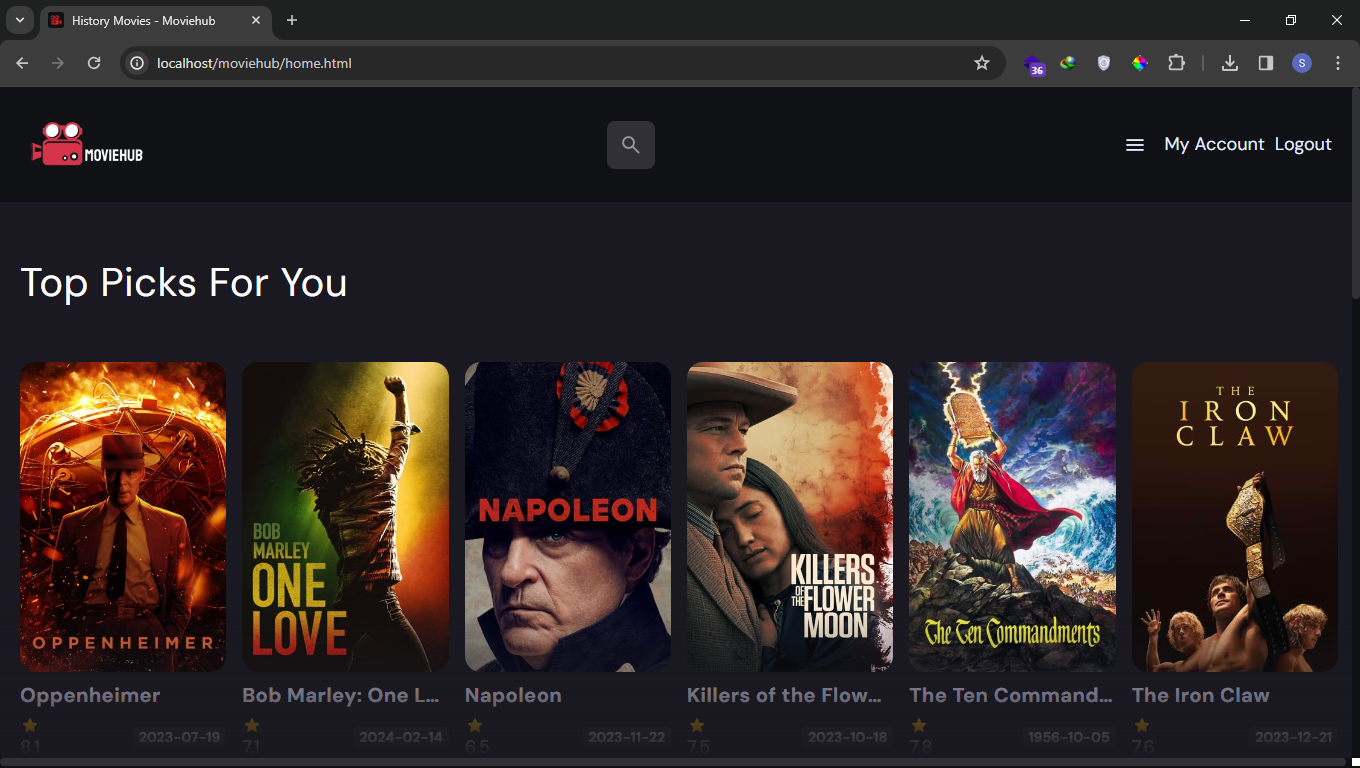 History Movies - Moviehub
localhost/moviehub/home.html
36
S
MOVIEHUB
My Account Logout
Top Picks For You
OPPENHEIMER
BOB
MARLEY
ONE
LOVE
NAPOLEON
KILLERS
OF THE FLOWER
MOON
The Ten Commandments
THE
IRON
CLAW
Oppenheimer
Bob Marley: One L...
Napoleon
Killers of the Flow...
The Ten Command...
The Iron Claw
8.1 2023-07-19
7.1 2024-02-14
6.5 2023-11-22
7.5 2023-10-18
7.8 1956-10-05
7.6 2023-12-21